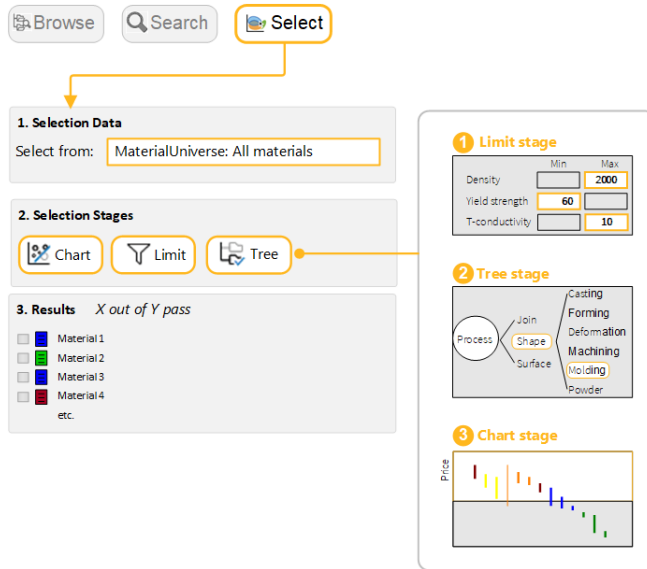 Browse
Search
Select
1. Selection Data
Select from: MaterialUniverse: All materials
2. Selection Stages
Chart
Limit
Tree
3. Results X out of Y pass
Material 1
Material 2
Material 3
Material 4
etc.
1 Limit stage
Min Max
Density 2000
Yield strength 60
T-conductivity 10
2 Tree stage
Process
Join
Shape
Surface
Casting
Forming
Deformation
Machining
Molding
Powder
3 Chart stage
Price